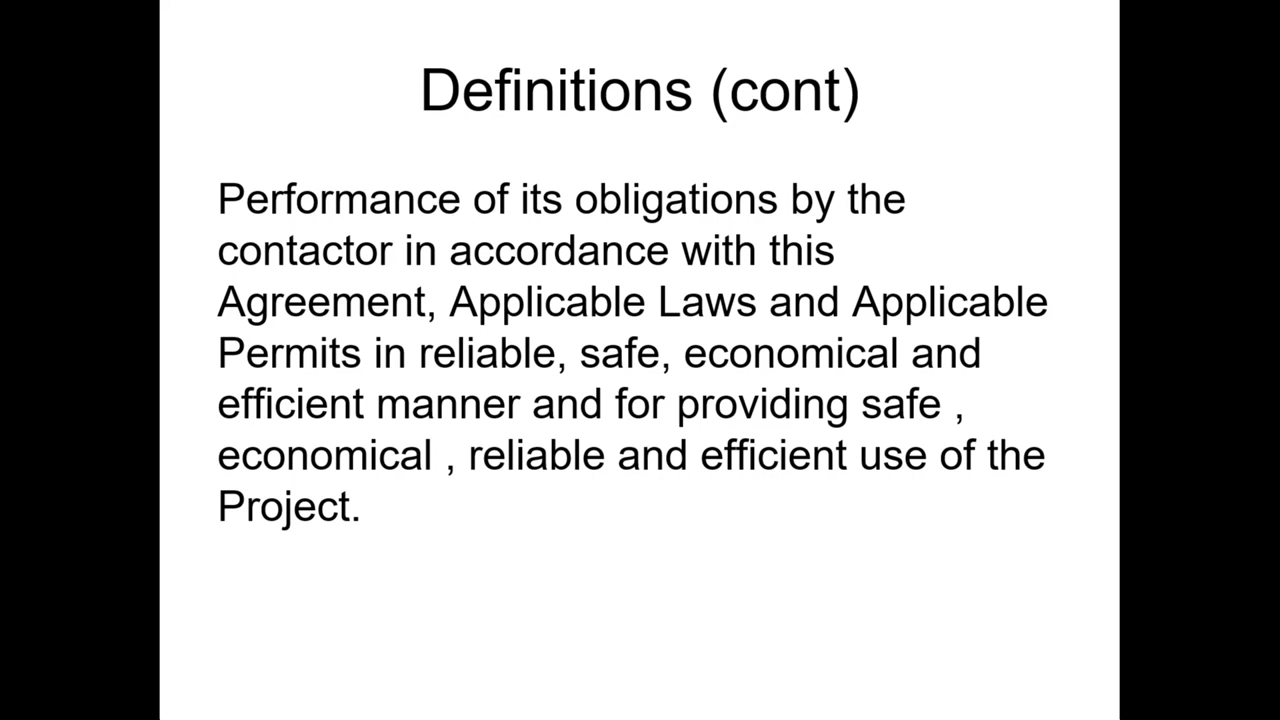 Definitions (cont)
Performance of its obligations by the
contactor in accordance with this
Agreement, Applicable Laws and Applicable
Permits in reliable, safe, economical and
efficient manner and for providing safe ,
economical , reliable and efficient use of the
Project.